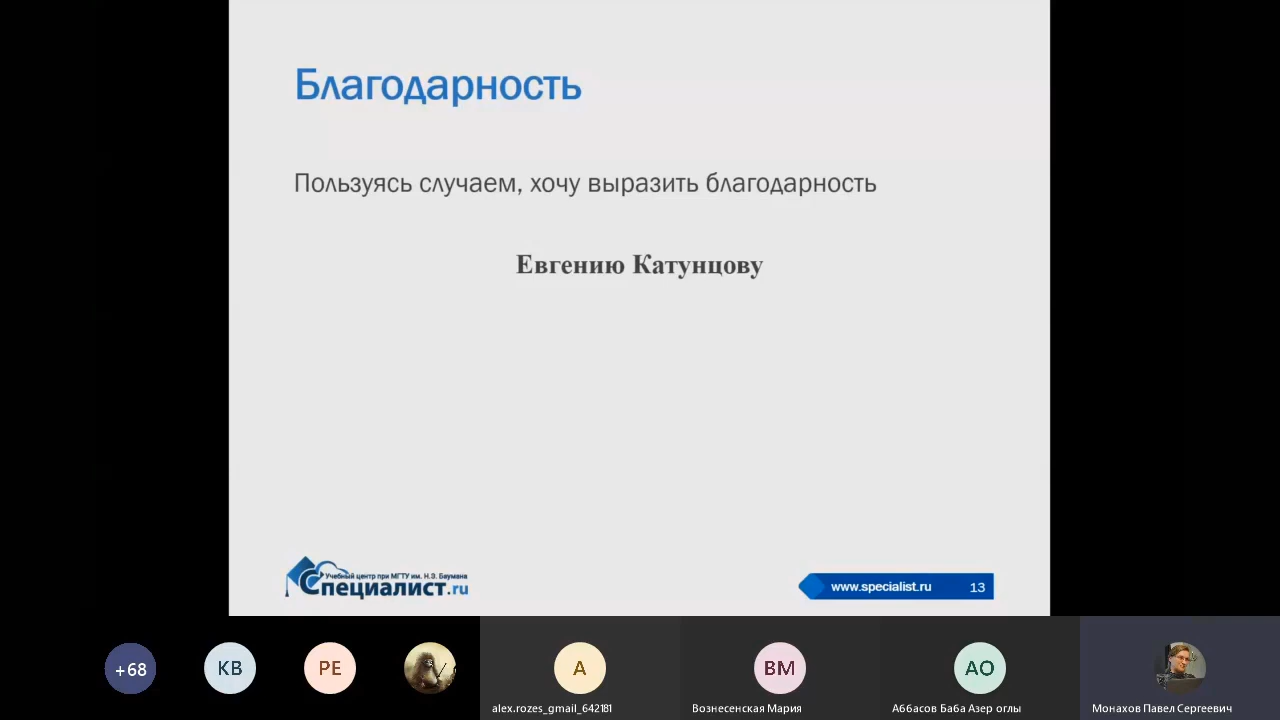 Благодарность
Пользуясь случаем, хочу выразить благодарность
Евгению Катунцову
Учебный центр при МГТУ им. Н.Э. Баумана
Специалист.ru
www.specialist.ru 13
+68 КВ РЕ А ВМ АО
alex.rozes_gmail_642181 Вознесенская Мария Аббасов Баба Азер оглы Монахов Павел Сергеевич